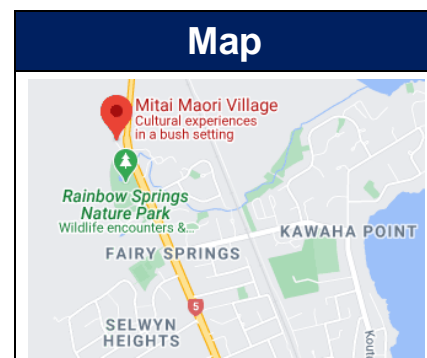 Map
Mitai Maori Village
Cultural experiences
in a bush setting
Rainbow Springs
Nature Park
Wildlife encounters &...
KAWAHA POINT
FAIRY SPRINGS
5
SELWYN
HEIGHTS
Kout